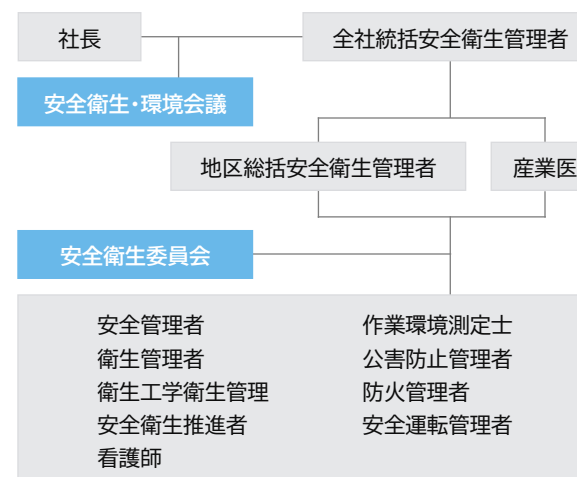 社長
全社統括安全衛生管理者
安全衛生・環境会議
地区総括安全衛生管理者
産業医
安全衛生委員会
安全管理者
衛生管理者
衛生工学衛生管理
安全衛生推進者
看護師
作業環境測定士
公害防止管理者
防火管理者
安全運転管理者